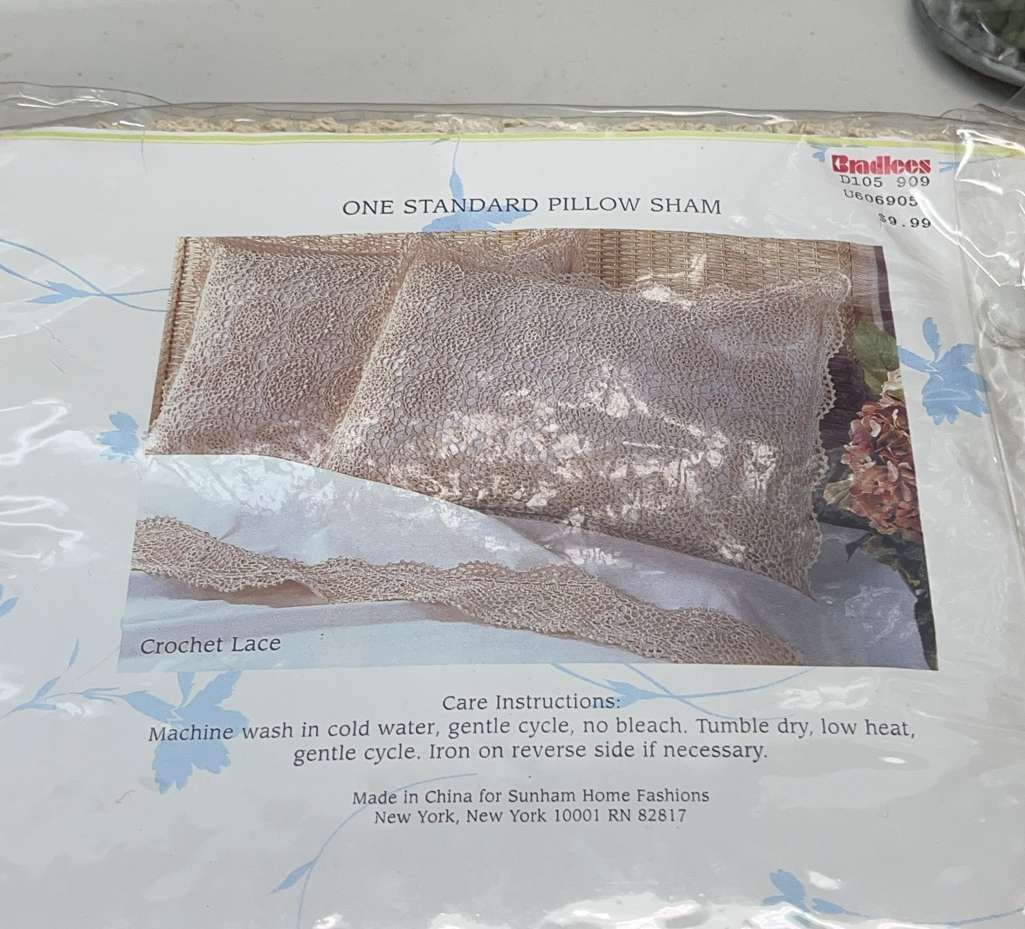 Bradlees
D105 909
U606905
$9.99
ONE STANDARD PILLOW SHAM
Crochet Lace
Care Instructions:
Machine wash in cold water, gentle cycle, no bleach. Tumble dry, low heat,
gentle cycle. Iron on reverse side if necessary.
Made in China for Sunham Home Fashions
New York, New York 10001 RN 82817